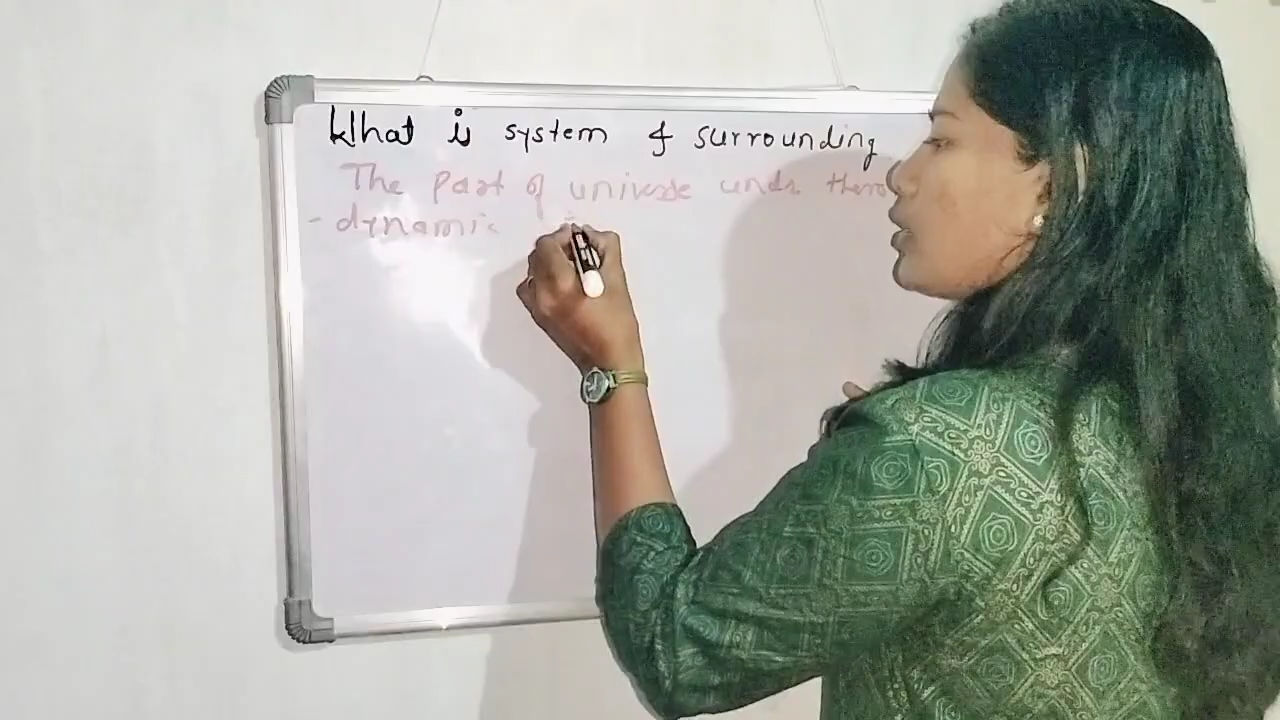 What is system & surrounding
The part of universe under thermo
- dynamic